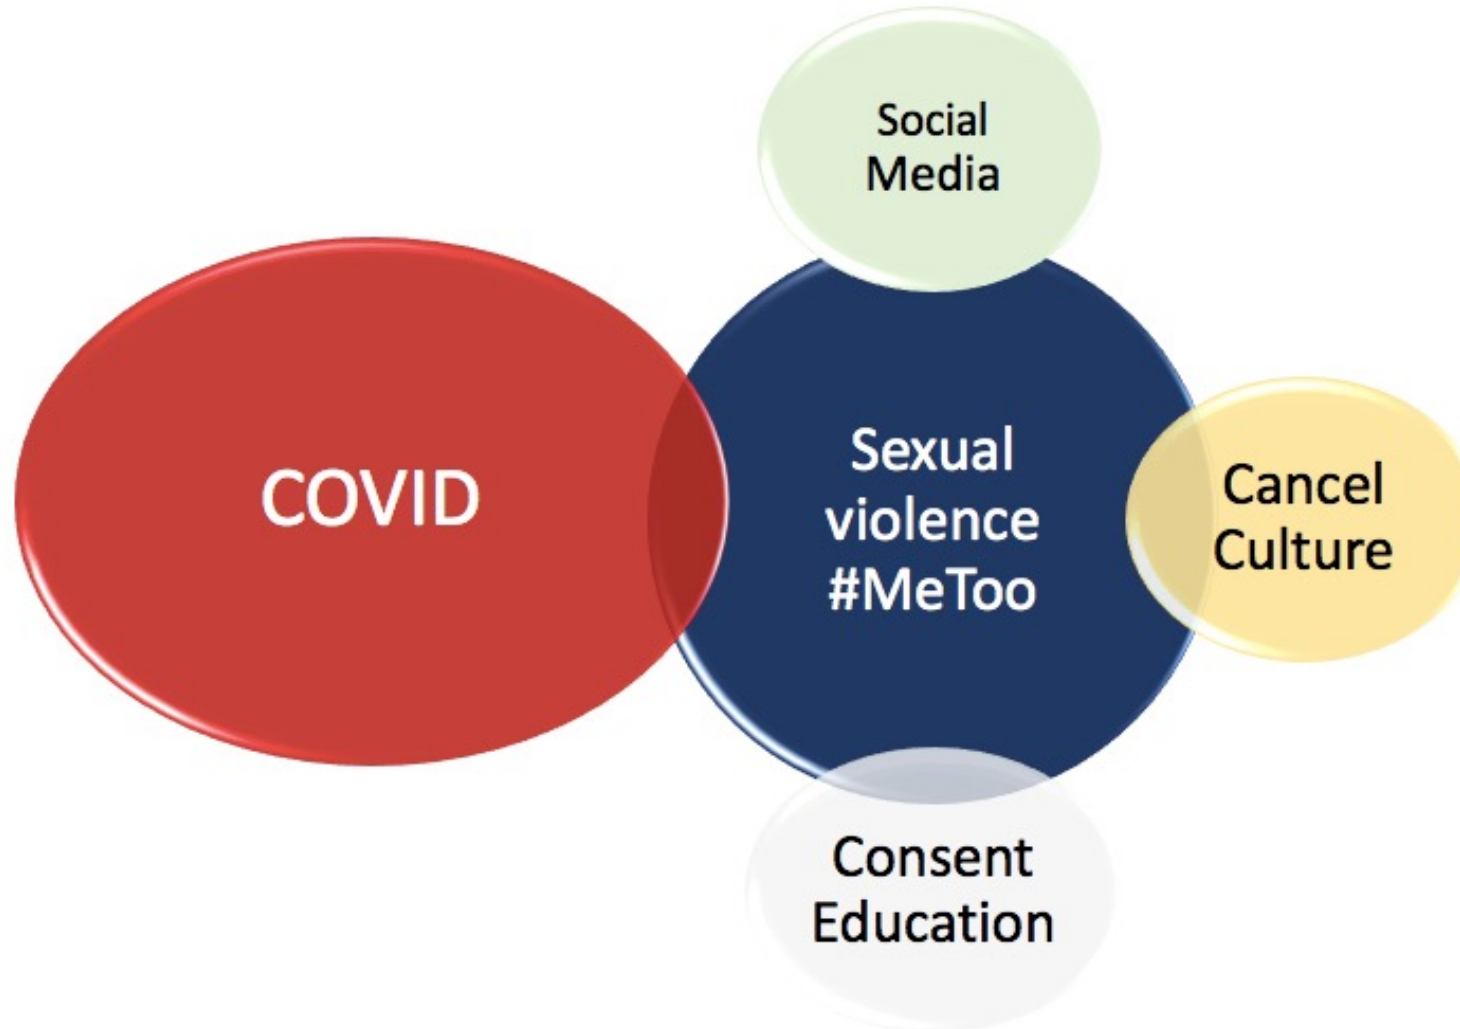 Social
Media
COVID
Sexual
violence
#MeToo
Cancel
Culture
Consent
Education